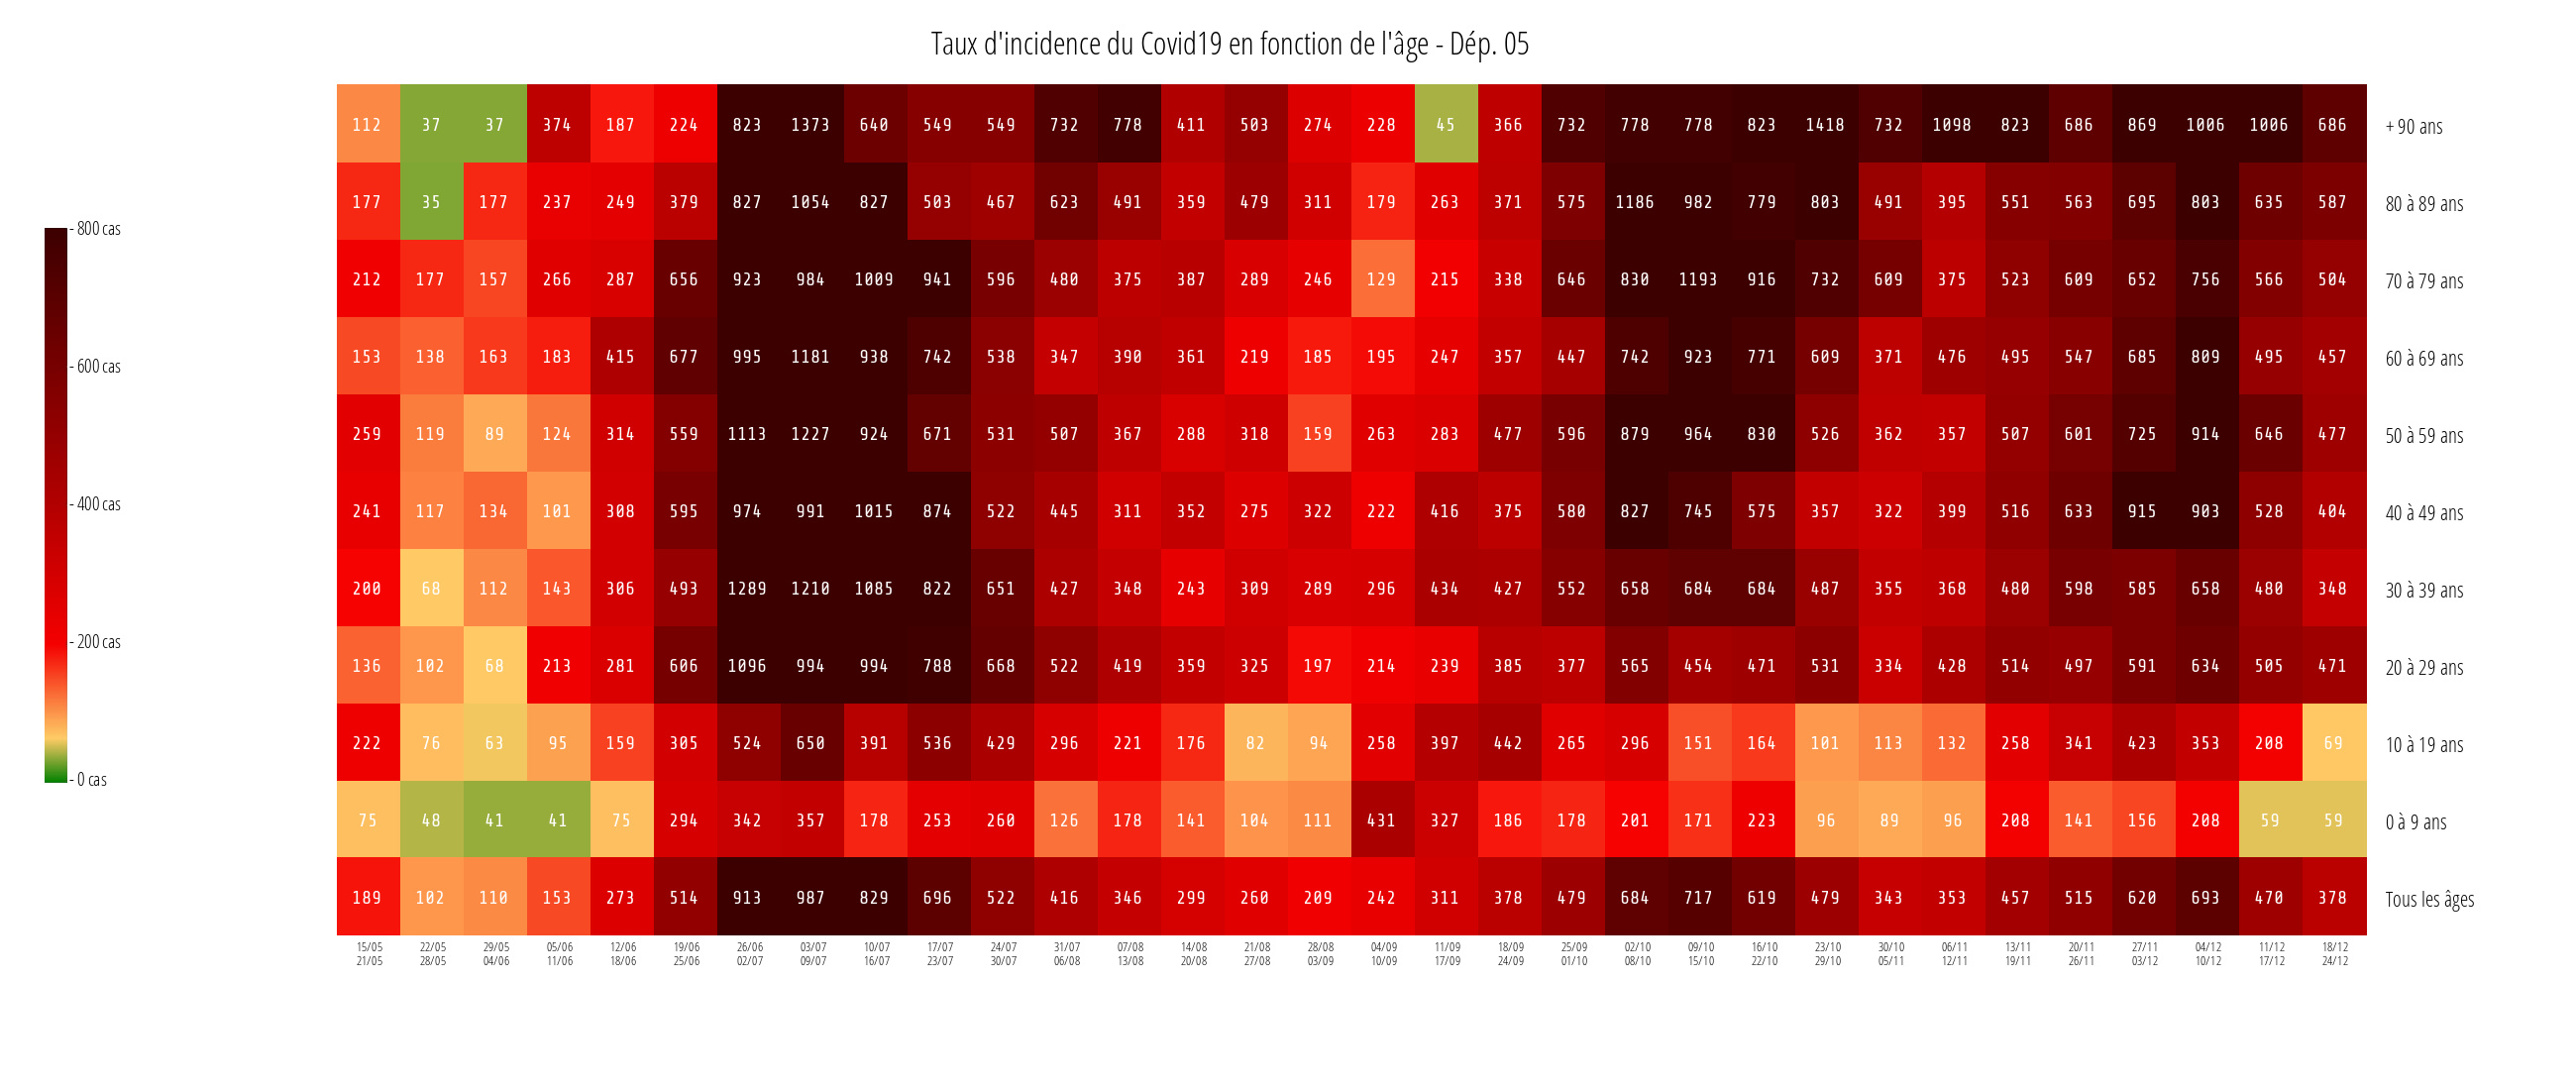 Taux d'incidence du Covid19 en fonction de l'âge - Dép. 05
- 800 cas
- 600 cas
- 400 cas
- 200 cas
- 0 cas
112 37 37 374 187 224 823 1373 640 549 549 732 778 411 503 274 228 45 366 732 778 778 823 1418 732 1098 823 686 869 1006 1006 686 + 90 ans
177 35 177 237 249 379 827 1054 827 503 467 623 491 359 479 311 179 263 371 575 1186 982 779 803 491 395 551 563 695 803 635 587 80 à 89 ans
212 177 157 266 287 656 923 984 1009 941 596 480 375 387 289 246 129 215 338 646 830 1193 916 732 609 375 523 609 652 756 566 504 70 à 79 ans
153 138 163 183 415 677 995 1181 938 742 538 347 390 361 219 185 195 247 357 447 742 923 771 609 371 476 495 547 685 809 495 457 60 à 69 ans
259 119 89 124 314 559 1113 1227 924 671 531 507 367 288 318 159 263 283 477 596 879 964 830 526 362 357 507 601 725 914 646 477 50 à 59 ans
241 117 134 101 308 595 974 991 1015 874 522 445 311 352 275 322 222 416 375 580 827 745 575 357 322 399 516 633 915 903 528 404 40 à 49 ans
200 68 112 143 306 493 1289 1210 1085 822 651 427 348 243 309 289 296 434 427 552 658 684 684 487 355 368 480 598 585 658 480 348 30 à 39 ans
136 102 68 213 281 606 1096 994 994 788 668 522 419 359 325 197 214 239 385 377 565 454 471 531 334 428 514 497 591 634 505 471 20 à 29 ans
222 76 63 95 159 305 524 650 391 536 429 296 221 176 82 94 258 397 442 265 296 151 164 101 113 132 258 341 423 353 208 69 10 à 19 ans
75 48 41 41 75 294 342 357 178 253 260 126 178 141 104 111 431 327 186 178 201 171 223 96 89 96 208 141 156 208 59 59 0 à 9 ans
189 102 110 153 273 514 913 987 829 696 522 416 346 299 260 209 242 311 378 479 684 717 619 479 343 353 457 515 620 693 470 378 Tous les âges
15/05 22/05 29/05 05/06 12/06 19/06 26/06 03/07 10/07 17/07 24/07 31/07 07/08 14/08 21/08 28/08 04/09 11/09 18/09 25/09 02/10 09/10 16/10 23/10 30/10 06/11 13/11 20/11 27/11 04/12 11/12 18/12
21/05 28/05 04/06 11/06 18/06 25/06 02/07 09/07 16/07 23/07 30/07 06/08 13/08 20/08 27/08 03/09 10/09 17/09 24/09 01/10 08/10 15/10 22/10 29/10 05/11 12/11 19/11 26/11 03/12 10/12 17/12 24/12